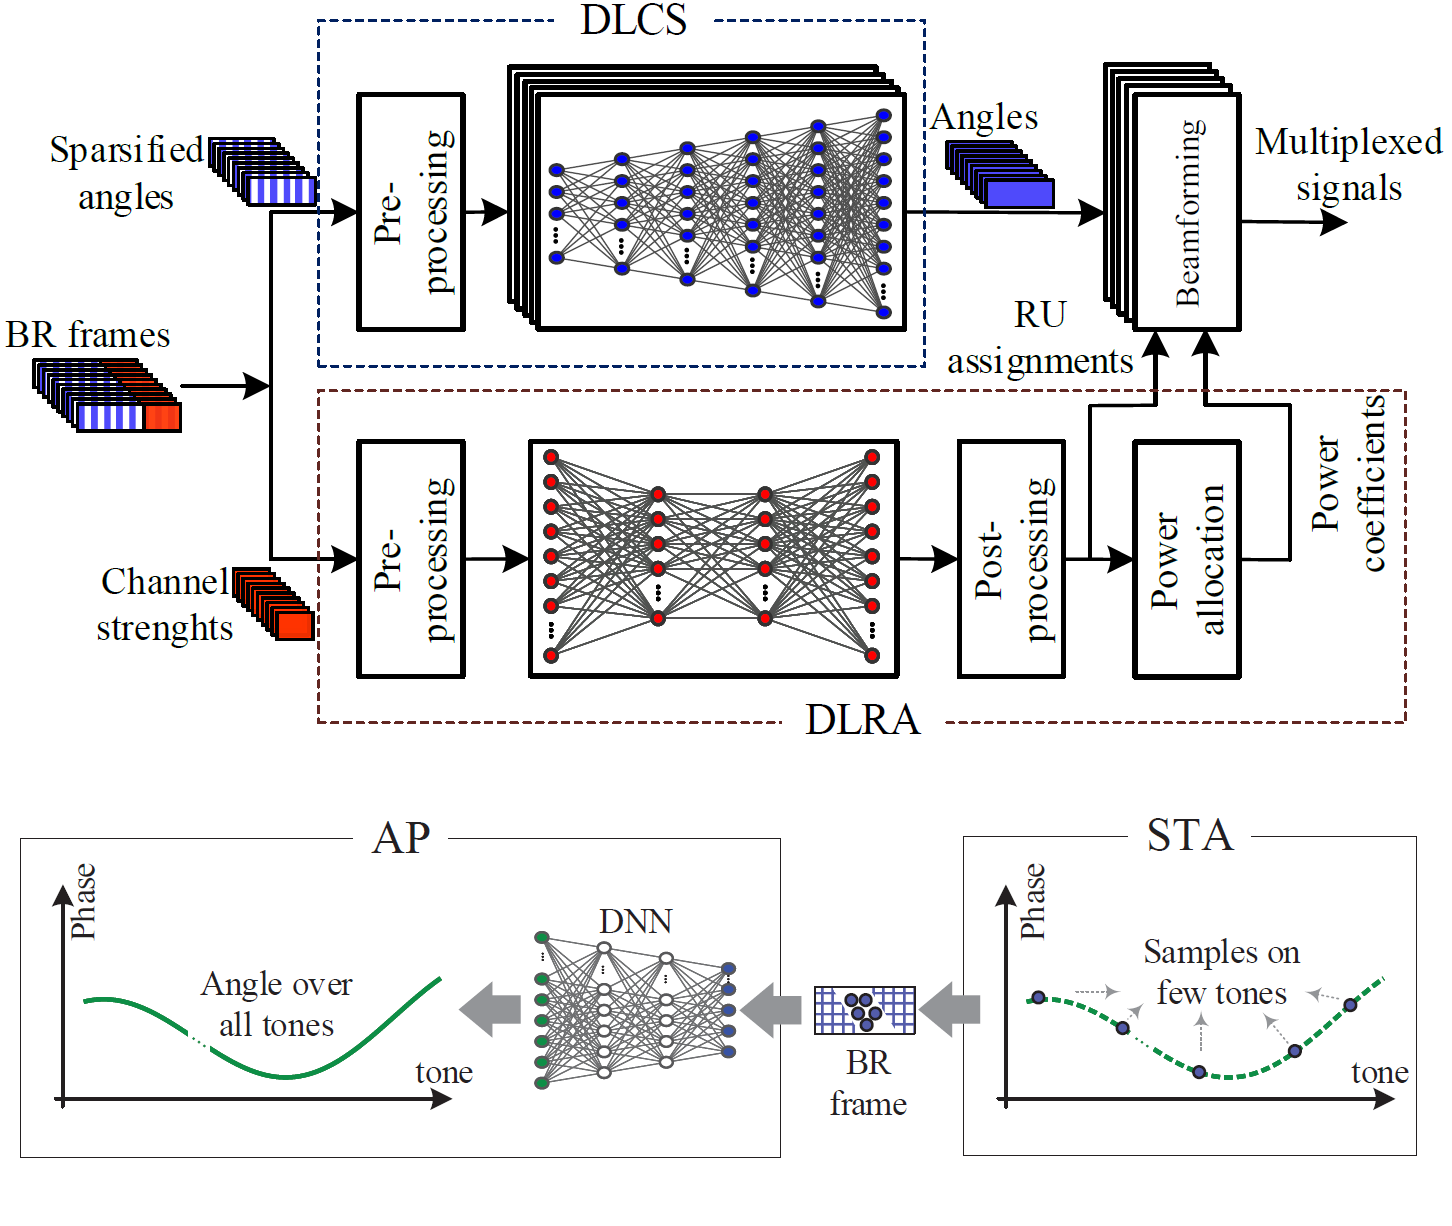 DLCS
Sparsified
angles
Pre-
processing
Angles
Beamforming
Multiplexed
signals
BR frames
RU
assignments
Channel
strenghts
Pre-
processing
Post-
processing
Power
allocation
Power
coefficients
DLRA
AP
Phase
Angle over
all tones
tone
DNN
BR
frame
STA
Phase
Samples on
few tones
tone